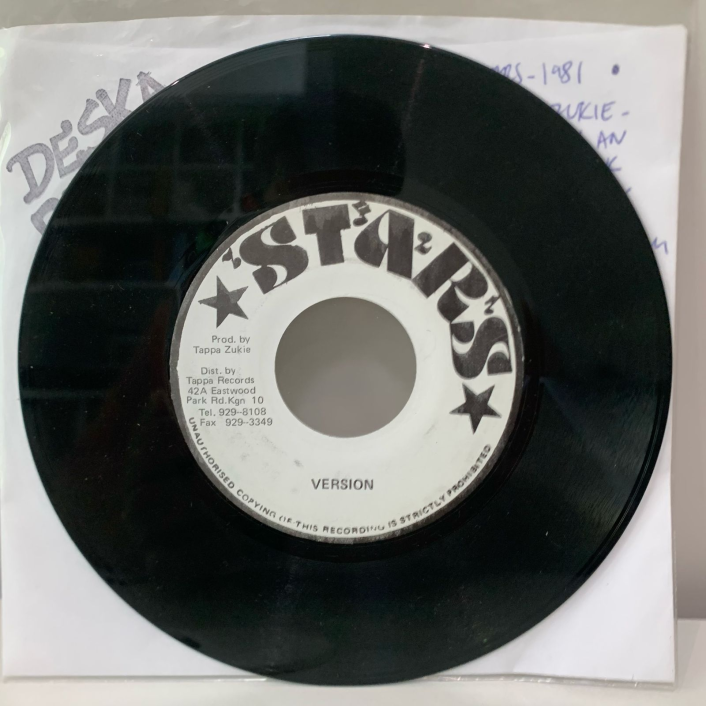 DESKA
RS-1981 •
ZUKIE-
AN
STARS
Prod. by
Tappa Zukie
Dist. by
Tappa Records
42A Eastwood
Park Rd.Kgn 10
Tel. 929-8108
Fax 929-3349
VERSION
UNAUTHORISED COPYING OF THIS RECORDING IS STRICTLY PROHIBITED